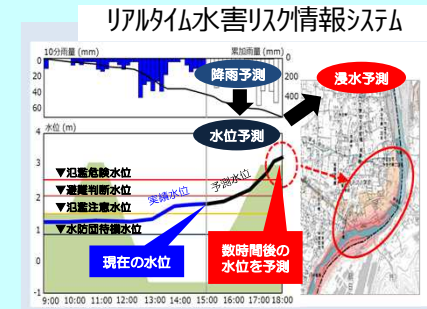 リアルタイム水害リスク情報システム
10分雨量 (mm)
累加雨量 (mm)
0
20
40
60
0
200
400
降雨予測
浸水予測
水位予測
水位 (m)
4
3
2
1
0
-1
▼氾濫危険水位
▼避難判断水位
▼氾濫注意水位
▼水防団待機水位
実績水位
予測水位
現在の水位
数時間後の
水位を予測
9:00 10:00 11:00 12:00 13:00 14:00 15:00 16:00 17:00 18:00